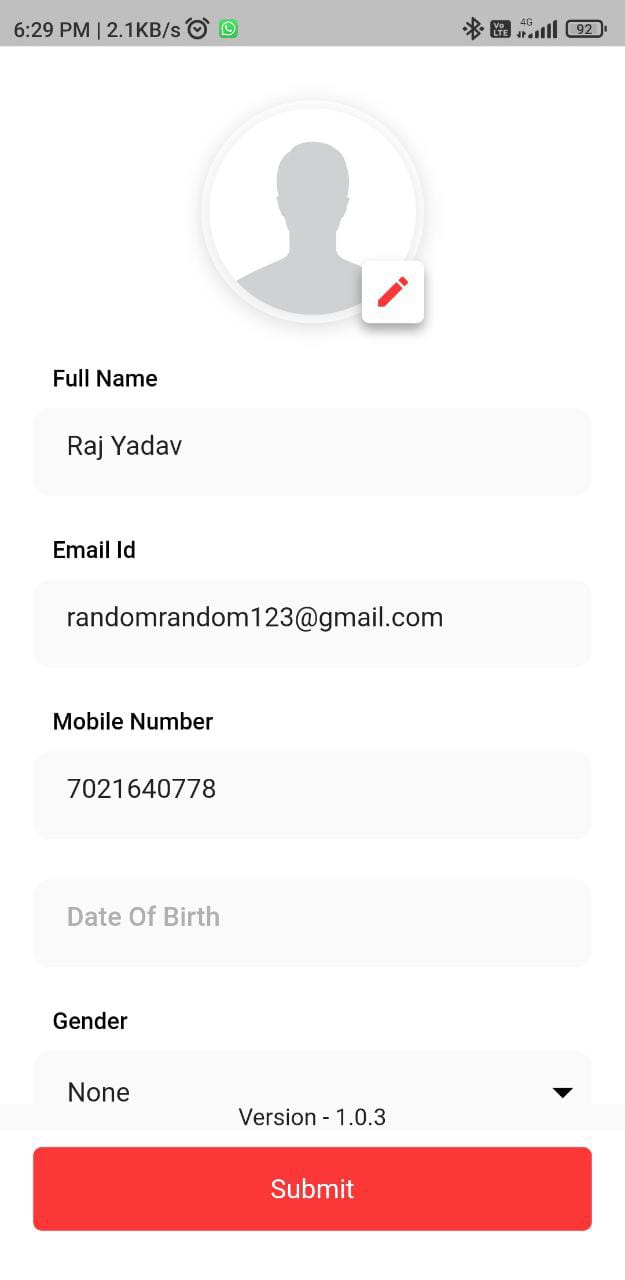 6:29 PM | 2.1KB/s
Vo LTE 4G 92
Full Name
Raj Yadav
Email Id
randomrandom123@gmail.com
Mobile Number
7021640778
Date Of Birth
Gender
None
Version - 1.0.3
Submit